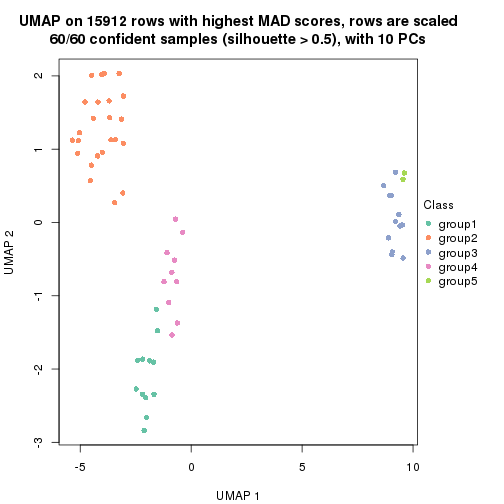 UMAP on 15912 rows with highest MAD scores, rows are scaled
60/60 confident samples (silhouette > 0.5), with 10 PCs
2
1
0
-1
-2
-3
UMAP 2
-5
0
5
10
UMAP 1
Class
group1
group2
group3
group4
group5